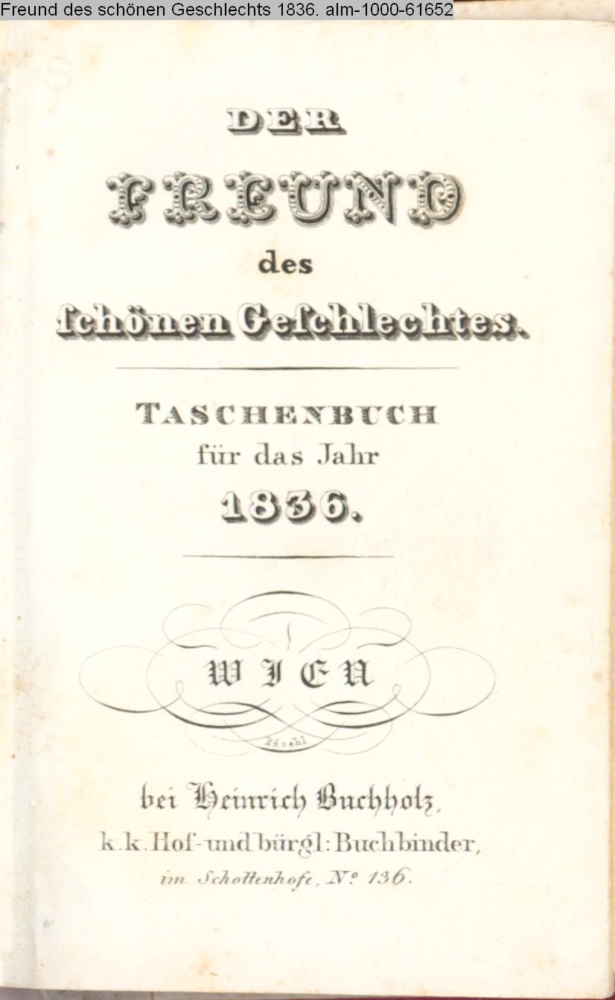 Freund des schönen Geschlechts 1836. alm-1000-61652
DER
FREUND
des
ſchönen Geſchlechtes.
TASCHENBUCH
für das Jahr
1836.
WIEN
bei Heinrich Buchholz,
k.k. Hof- und bürgl: Buchbinder,
im Schottenhofe, Nº 136.